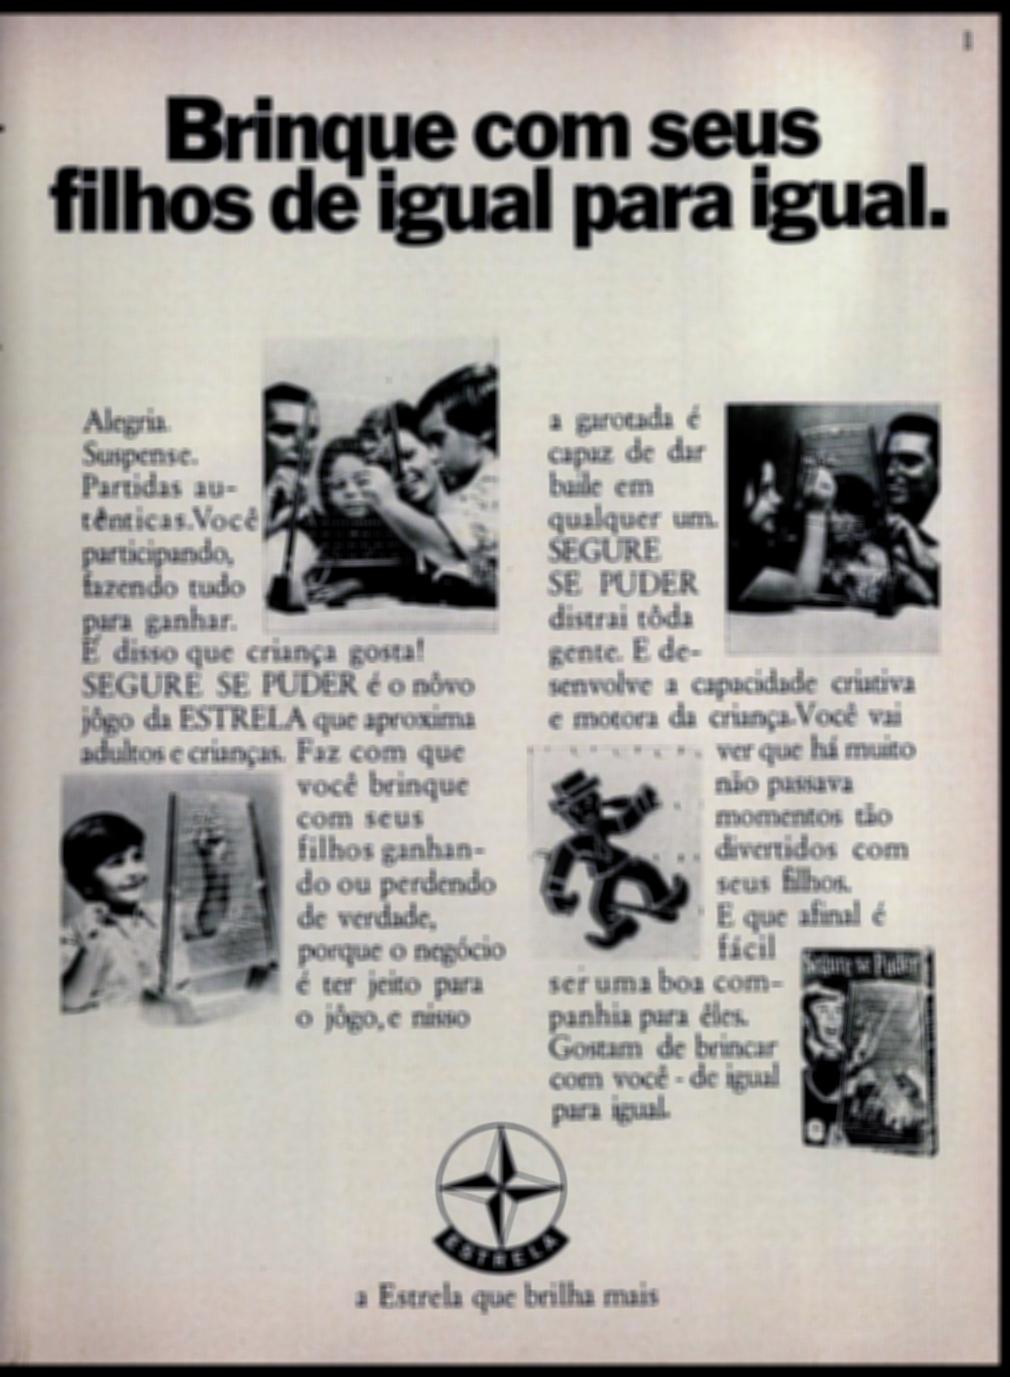 Brinque com seus
filhos de igual para igual.
Alegria.
Suspense.
Partidas au-
tênticas. Você
participando,
fazendo tudo
para ganhar.
É disso que criança gosta!
SEGURE SE PUDER é o nôvo
jôgo da ESTRELA que aproxima
adultos e crianças. Faz com que
você brinque
com seus
filhos ganhan-
do ou perdendo
de verdade,
porque o negócio
é ter jeito para
o jôgo, e nisso
a garotada é
capaz de dar
baile em
qualquer um.
SEGURE
SE PUDER
distrai tôda
gente. E de-
senvolve a capacidade criativa
e motora da criança. Você vai
ver que há muito
não passava
momentos tão
divertidos com
seus filhos.
E que afinal é
fácil
ser uma boa com-
panhia para êles.
Gostam de brincar
com você - de igual
para igual.
Segure se Puder
ESTRELA
a Estrela que brilha mais